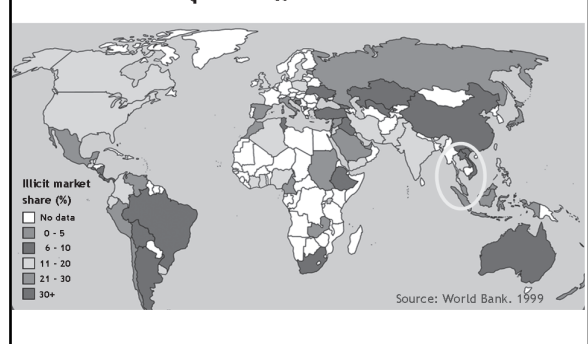 Illicit market
share (%)
No data
0 - 5
6 - 10
11 - 20
21 - 30
30+
Source: World Bank. 1999